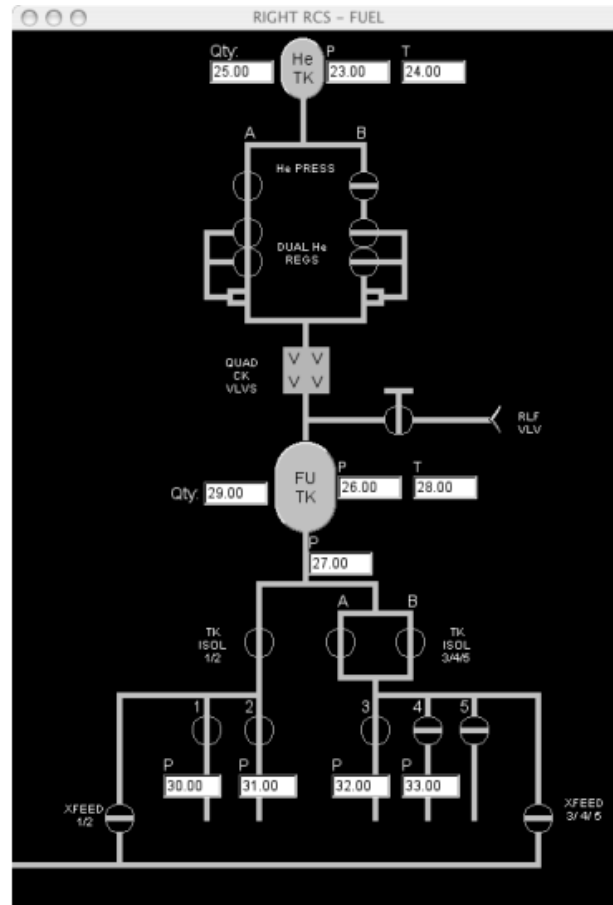 RIGHT RCS - FUEL
Qty: P T
25.00 He TK 23.00 24.00
A B
He PRESS
DUAL He
REGS
QUAD
CK
VLVS
V V
V V
RLF
VLV
P T
Qty: 29.00 FU TK 26.00 28.00
P
27.00
A B
TK
ISOL
1/2
TK
ISOL
3/4/5
1 2 3 4 5
P P P P
30.00 31.00 32.00 33.00
XFEED
1/2
XFEED
3/ 4/ 5